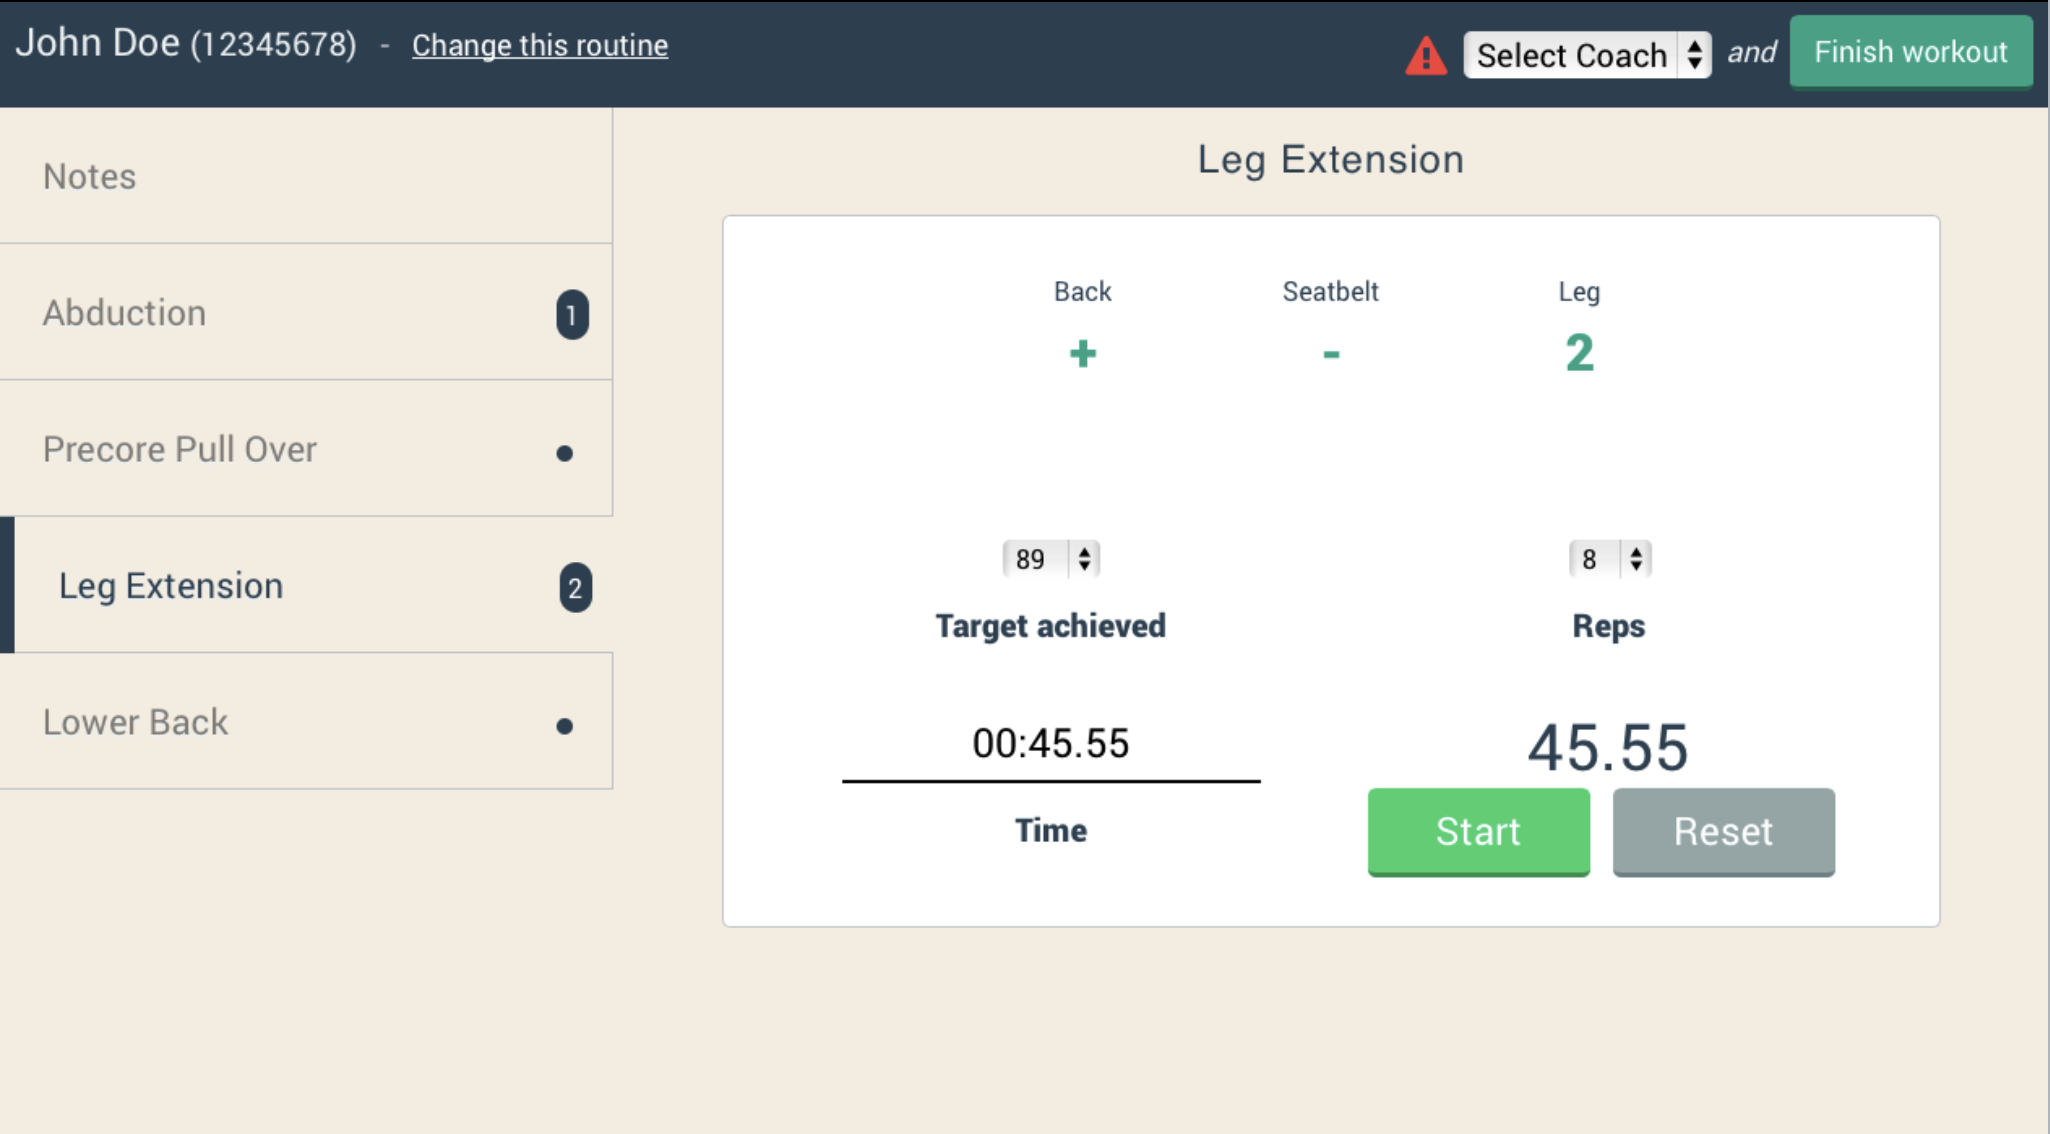 John Doe (12345678) - Change this routine
Select Coach and Finish workout
Notes
Abduction 1
Precore Pull Over
Leg Extension 2
Lower Back
Leg Extension
Back Seatbelt Leg
+ - 2
89 8
Target achieved Reps
00:45.55 45.55
Time Start Reset